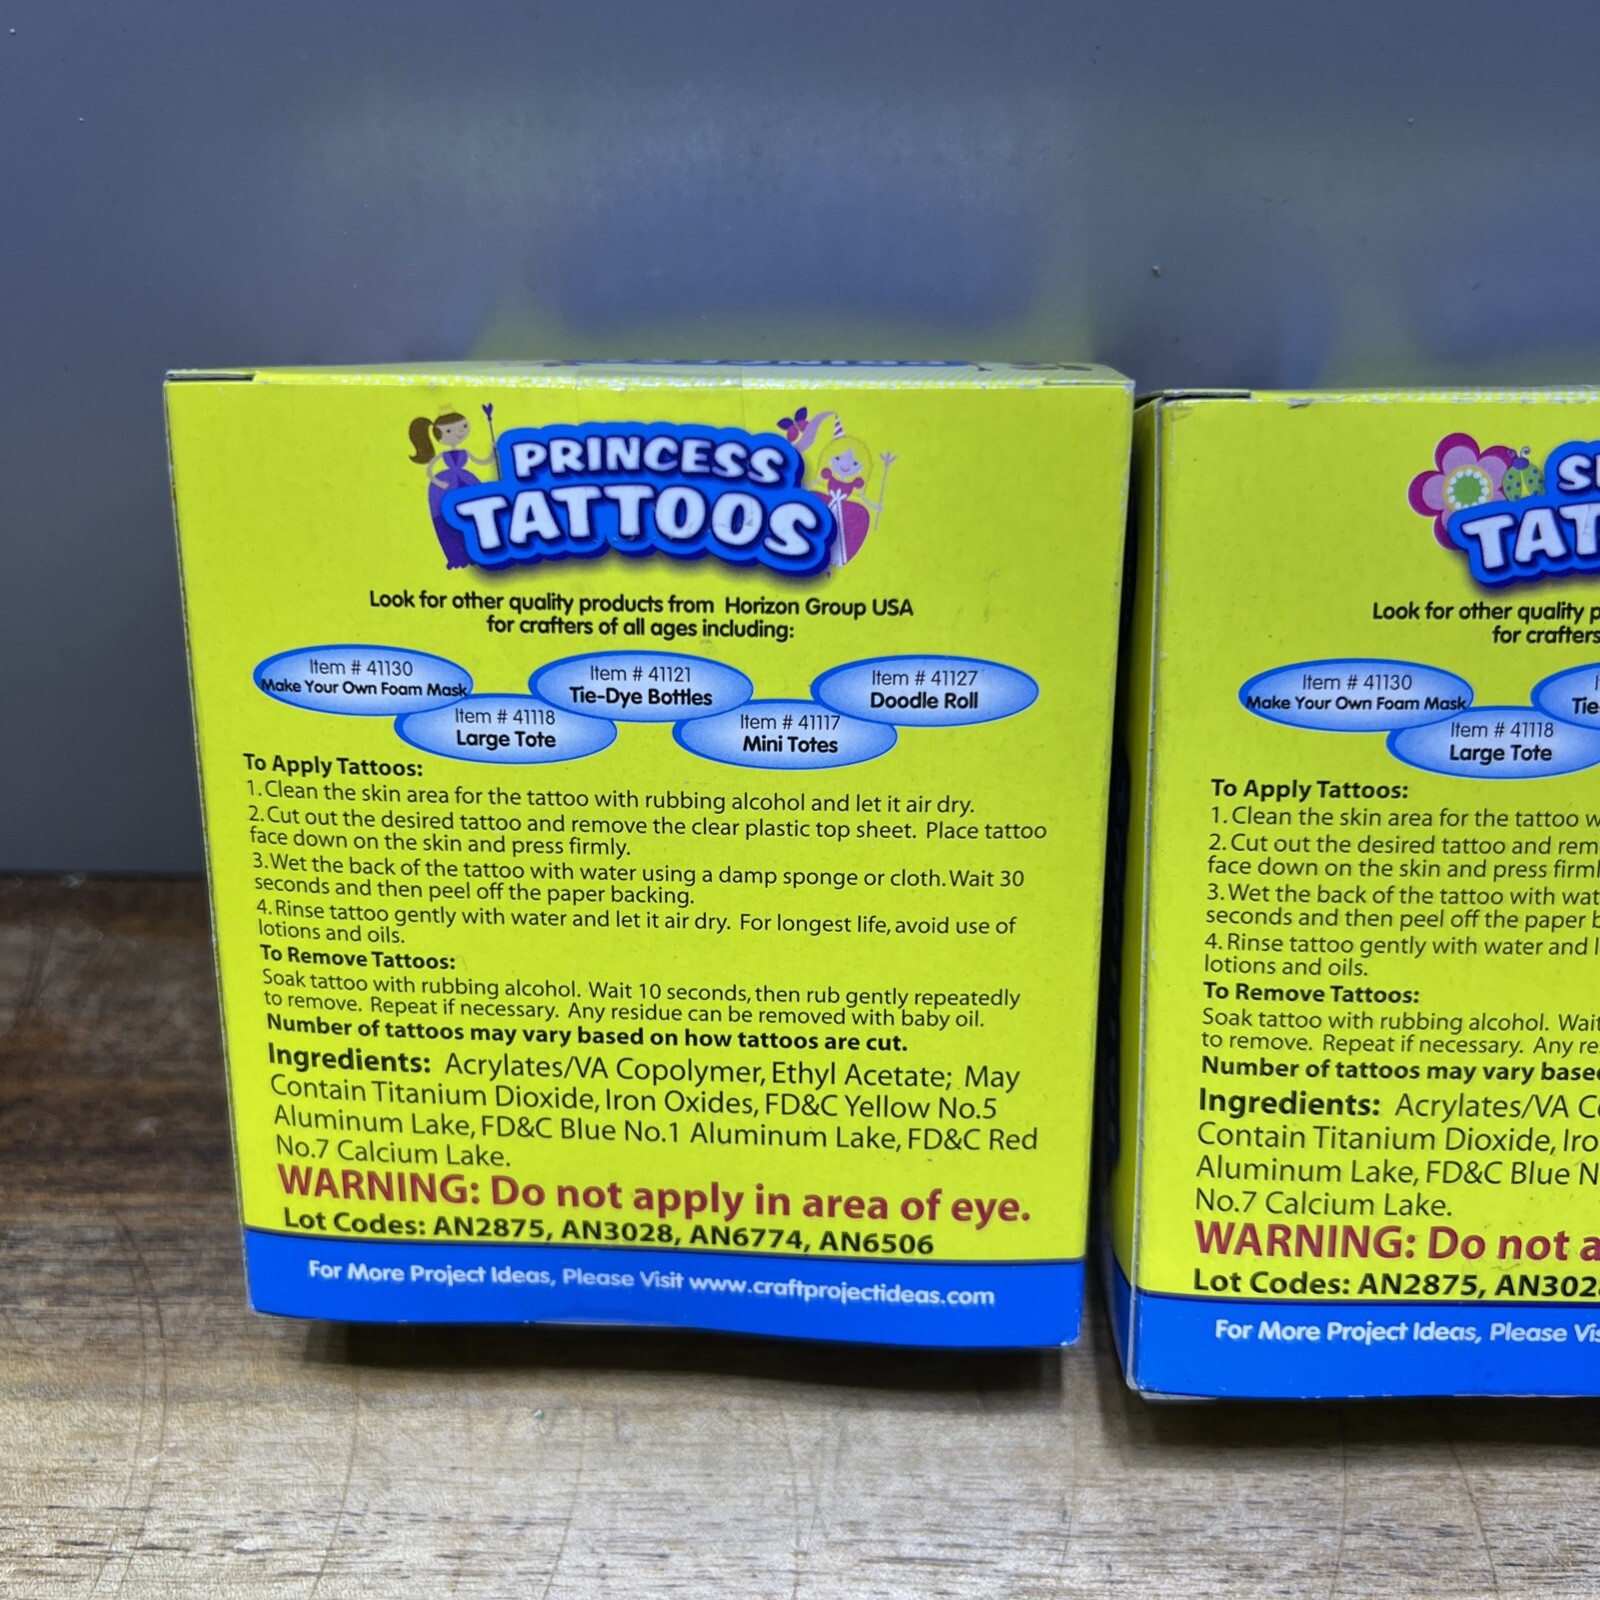 PRINCESS
TATTOOS
Look for other quality products from Horizon Group USA
for crafters of all ages including:
Item # 41130
Make Your Own Foam Mask
Item # 41121
Tie-Dye Bottles
Item # 41127
Doodle Roll
Item # 41118
Large Tote
Item # 41117
Mini Totes
To Apply Tattoos:
1. Clean the skin area for the tattoo with rubbing alcohol and let it air dry.
2. Cut out the desired tattoo and remove the clear plastic top sheet. Place tattoo
face down on the skin and press firmly.
3. Wet the back of the tattoo with water using a damp sponge or cloth. Wait 30
seconds and then peel off the paper backing.
4. Rinse tattoo gently with water and let it air dry. For longest life, avoid use of
lotions and oils.
To Remove Tattoos:
Soak tattoo with rubbing alcohol. Wait 10 seconds, then rub gently repeatedly
to remove. Repeat if necessary. Any residue can be removed with baby oil.
Number of tattoos may vary based on how tattoos are cut.
Ingredients: Acrylates/VA Copolymer, Ethyl Acetate; May
Contain Titanium Dioxide, Iron Oxides, FD&C Yellow No.5
Aluminum Lake, FD&C Blue No.1 Aluminum Lake, FD&C Red
No.7 Calcium Lake.
WARNING: Do not apply in area of eye.
Lot Codes: AN2875, AN3028, AN6774, AN6506
For More Project Ideas, Please Visit www.craftprojectideas.com
Look for other quality
for crafters
Item # 41130
Make Your Own Foam Mask
Tie
Item # 41118
Large Tote
To Apply Tattoos:
1. Clean the skin area for the tattoo
2. Cut out the desired tattoo and rem
face down on the skin and press firml
3. Wet the back of the tattoo with wat
seconds and then peel off the paper
4. Rinse tattoo gently with water and
lotions and oils.
To Remove Tattoos:
Soak tattoo with rubbing alcohol. Wait
to remove. Repeat if necessary. Any re
Number of tattoos may vary base
Ingredients: Acrylates/VA
Contain Titanium Dioxide, Iro
Aluminum Lake, FD&C Blue
No.7 Calcium Lake.
WARNING: Do not
Lot Codes: AN2875, AN302
For More Project Ideas, Please Vis